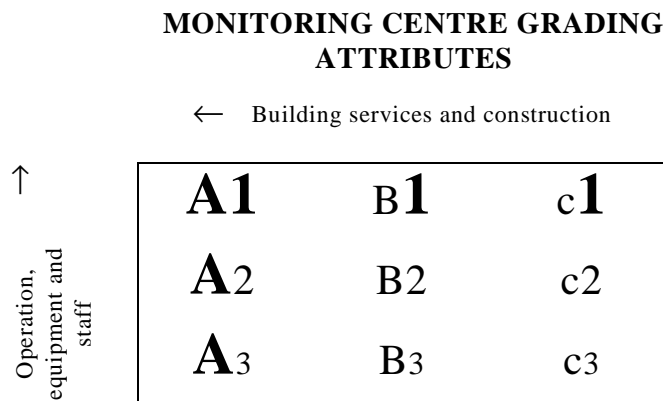 MONITORING CENTRE GRADING
ATTRIBUTES
← Building services and construction
↑
Operation,
equipment and
staff
A1 B1 c1
A2 B2 c2
A3 B3 c3